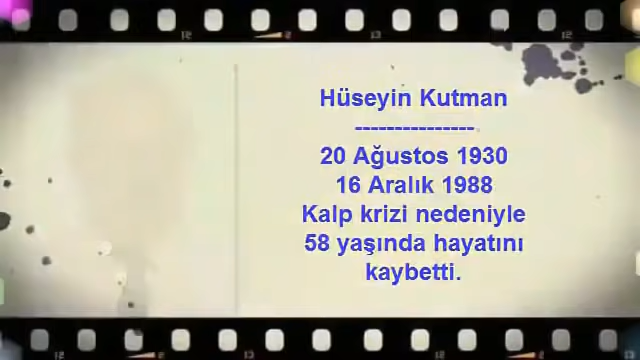 Hüseyin Kutman
---------------
20 Ağustos 1930
16 Aralık 1988
Kalp krizi nedeniyle
58 yaşında hayatını
kaybetti.